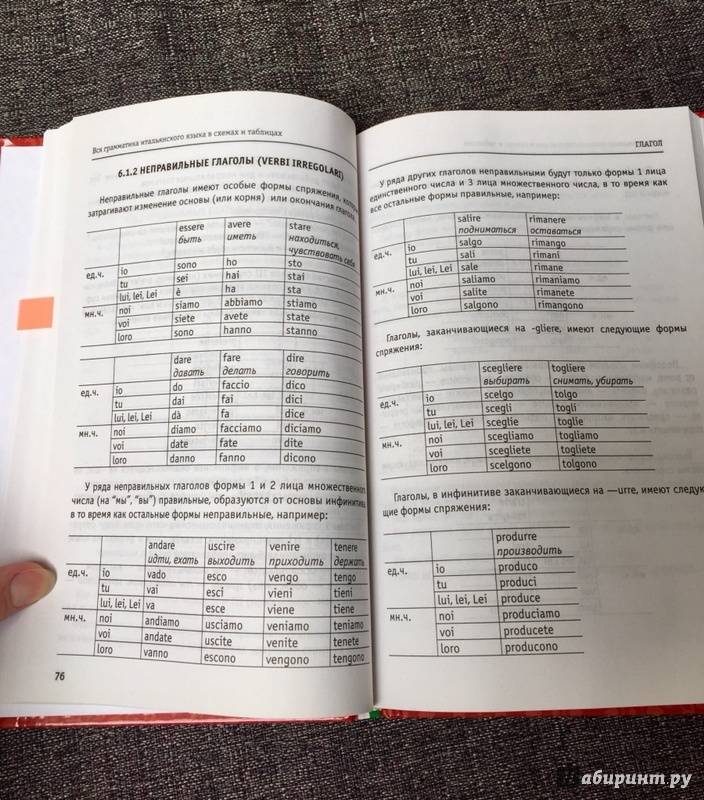 Вся грамматика итальянского языка в схемах и таблицах
6.1.2 НЕПРАВИЛЬНЫЕ ГЛАГОЛЫ (VERBI IRREGOLARI)
Неправильные глаголы имеют особые формы спряжения,
затрагивают изменение основы (или корня) или окончания глагола
essere avere stare
быть иметь находиться,
чувствовать себя
ед.ч. io sono ho sto
tu sei hai stai
lui, lei, Lei è ha sta
мн.ч. noi siamo abbiamo stiamo
voi siete avete state
loro sono hanno stanno
dare fare dire
давать делать говорить
ед.ч. io do faccio dico
tu dai fai dici
lui, lei, Lei dà fa dice
мн.ч. noi diamo facciamo diciamo
voi date fate dite
loro danno fanno dicono
У ряда неправильных глаголов формы 1 и 2 лица множественного
числа (на “мы”, “вы”) правильные, образуются от основы инфинитива
в то время как остальные формы неправильные, например:
andare uscire venire tenere
идти, ехать выходить приходить держать
ед.ч. io vado esco vengo tengo
tu vai esci vieni tieni
lui, lei, Lei va esce viene tiene
мн.ч. noi andiamo usciamo veniamo teniamo
voi andate uscite venite tenete
loro vanno escono vengono tengono
76
ГЛАГОЛ
У ряда других глаголов неправильными будут только формы 1 лица
единственного числа и 3 лица множественного числа, в то время как
все остальные формы правильные, например:
salire rimanere
подниматься оставаться
ед.ч. io salgo rimango
tu sali rimani
lui, lei, Lei sale rimane
мн.ч. noi saliamo rimaniamo
voi salite rimanete
loro salgono rimangono
Глаголы, заканчивающиеся на -gliere, имеют следующие формы
спряжения:
scegliere togliere
выбирать снимать, убирать
ед.ч. io scelgo tolgo
tu scegli togli
lui, lei, Lei sceglie toglie
мн.ч. noi scegliamo togliamo
voi scegliete togliete
loro scelgono tolgono
Глаголы, в инфинитиве заканчивающиеся на —urre, имеют следую-
щие формы спряжения:
produrre
производить
ед.ч. io produco
tu produci
lui, lei, Lei produce
мн.ч. noi produciamo
voi producete
loro producono
Лабиринт.ру